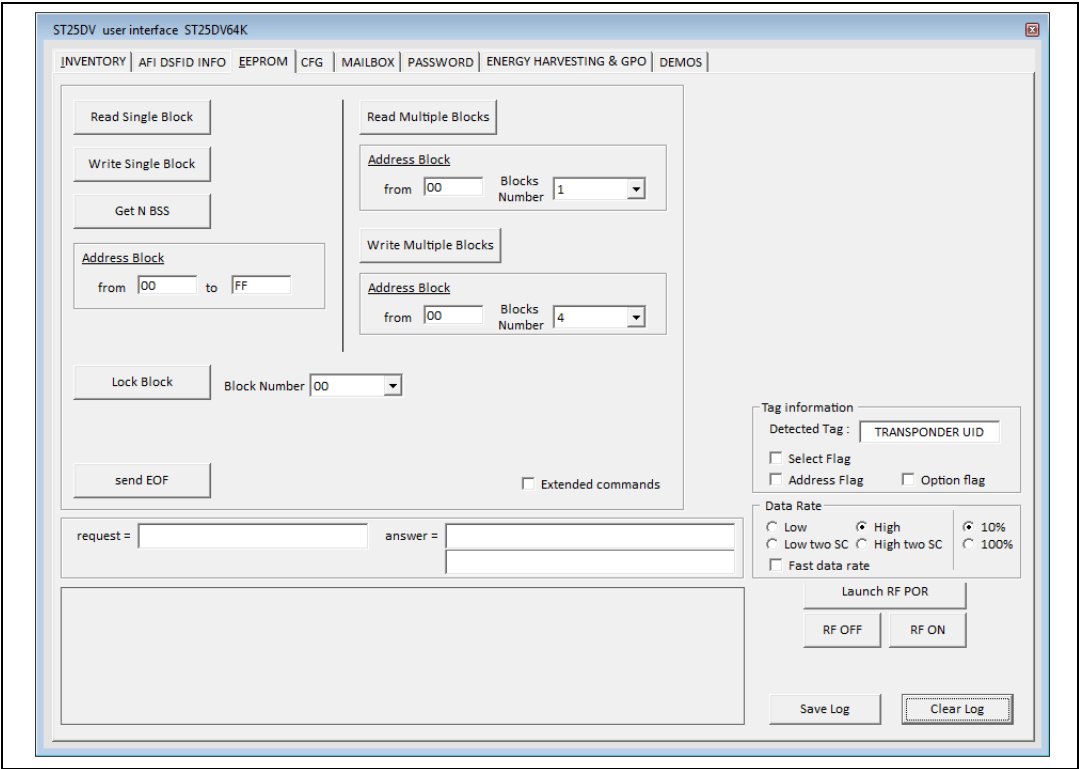 ST25DV user interface ST25DV64K
INVENTORY AFI DSFID INFO EEPROM CFG MAILBOX PASSWORD ENERGY HARVESTING & GPO DEMOS
Read Single Block
Write Single Block
Get N BSS
Address Block
from 00 to FF
Read Multiple Blocks
Address Block
from 00 Blocks
Number 1
Write Multiple Blocks
Address Block
from 00 Blocks
Number 4
Lock Block Block Number 00
send EOF Extended commands
request = answer =
Tag information
Detected Tag : TRANSPONDER UID
Select Flag
Address Flag Option flag
Data Rate
Low High 10%
Low two SC High two SC 100%
Fast data rate
Launch RF POR
RF OFF RF ON
Save Log Clear Log